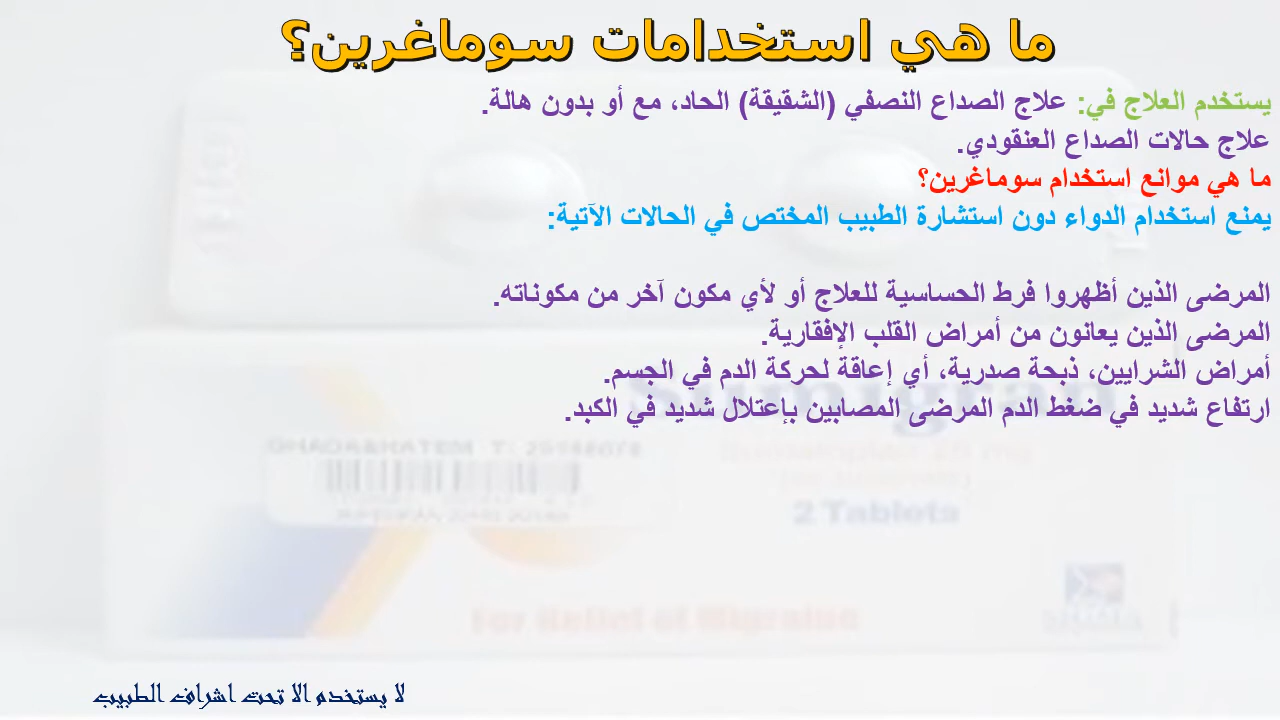 ما هي استخدامات سوماغرين؟
يستخدم العلاج في: علاج الصداع النصفي (الشقيقة) الحاد، مع أو بدون هالة.
علاج حالات الصداع العنقودي.
ما هي موانع استخدام سوماغرين؟
يمنع استخدام الدواء دون استشارة الطبيب المختص في الحالات الآتية:
المرضى الذين أظهروا فرط الحساسية للعلاج أو لأي مكون آخر من مكوناته.
المرضى الذين يعانون من أمراض القلب الإفقارية.
أمراض الشرايين، ذبحة صدرية، أي إعاقة لحركة الدم في الجسم.
ارتفاع شديد في ضغط الدم المرضى المصابين بإعتلال شديد في الكبد.
Sumigran
2 Tablets
For Relief of Migraine
لا يستخدم الا تحت اشراف الطبيب